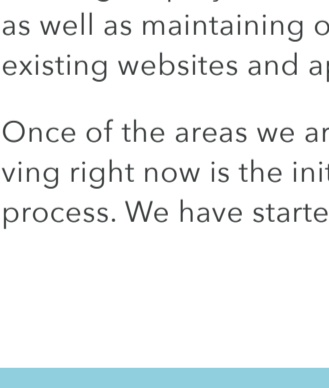 as well as maintaining
existing websites and
Once of the areas we
ving right now is the
process. We have